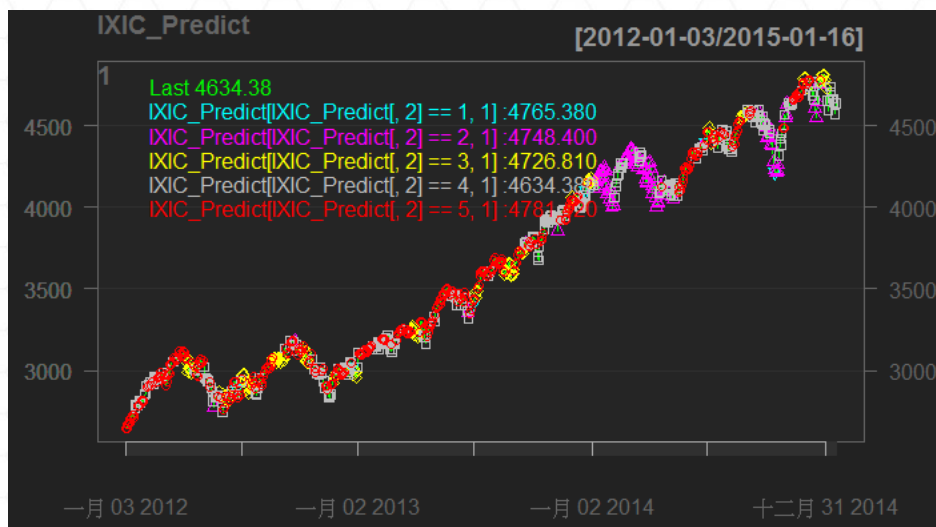 IXIC_Predict
[2012-01-03/2015-01-16]
1
Last 4634.38
IXIC_Predict[IXIC_Predict[, 2] == 1, 1] :4765.380
IXIC_Predict[IXIC_Predict[, 2] == 2, 1] :4748.400
IXIC_Predict[IXIC_Predict[, 2] == 3, 1] :4726.810
IXIC_Predict[IXIC_Predict[, 2] == 4, 1]
IXIC_Predict[IXIC_Predict[, 2] == 5, 1]
4500 4500
4000 4000
3500 3500
3000 3000
一月 03 2012 一月 02 2013 一月 02 2014 十二月 31 2014